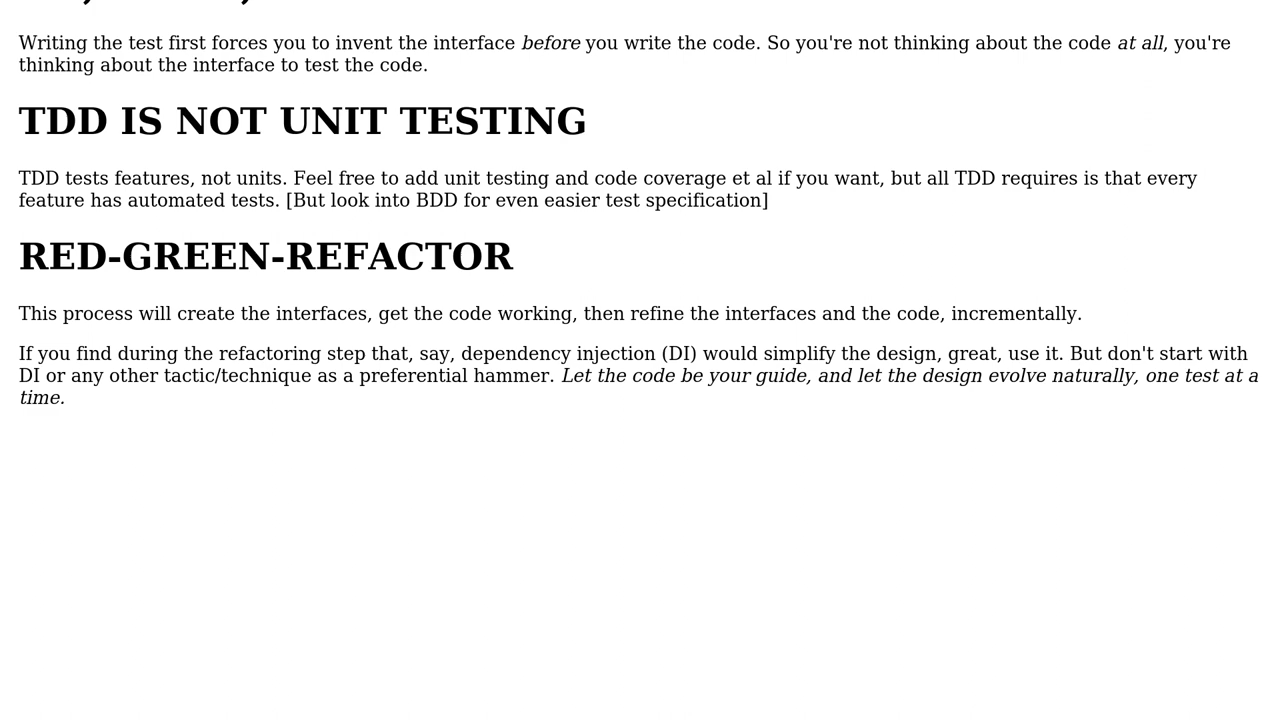 Writing the test first forces you to invent the interface before you write the code. So you're not thinking about the code at all, you're
thinking about the interface to test the code.
TDD IS NOT UNIT TESTING
TDD tests features, not units. Feel free to add unit testing and code coverage et al if you want, but all TDD requires is that every
feature has automated tests. [But look into BDD for even easier test specification]
RED-GREEN-REFACTOR
This process will create the interfaces, get the code working, then refine the interfaces and the code, incrementally.
If you find during the refactoring step that, say, dependency injection (DI) would simplify the design, great, use it. But don't start with
DI or any other tactic/technique as a preferential hammer. Let the code be your guide, and let the design evolve naturally, one test at a
time.